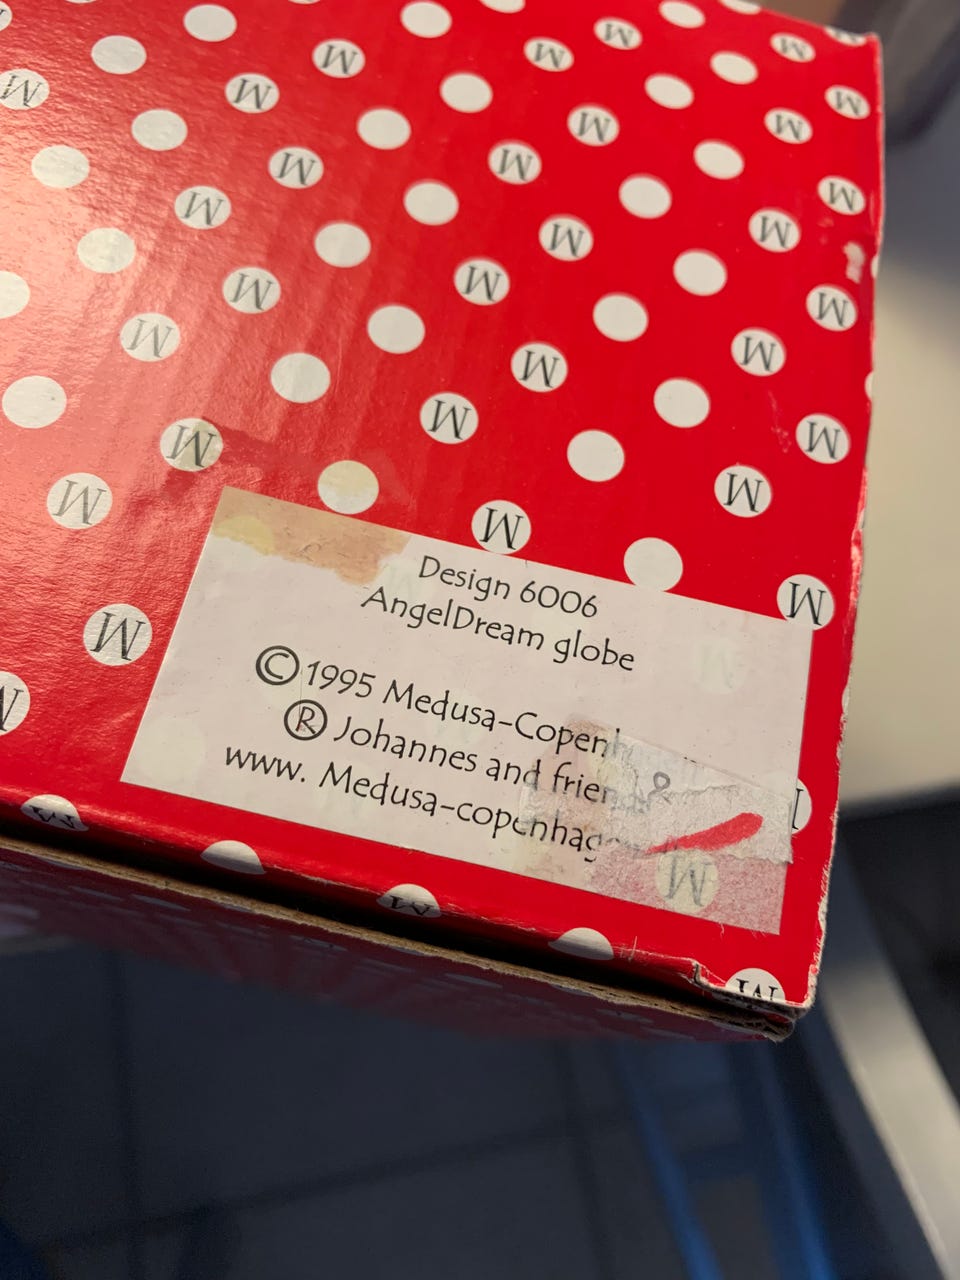 Design 6006
AngelDream globe
© 1995 Medusa-Copenh
® Johannes and frien &
www. Medusa-copenhag